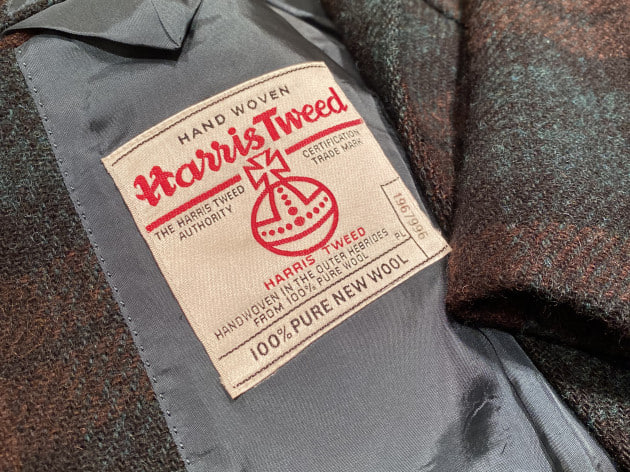 HAND WOVEN
Harris Tweed
THE HARRIS TWEED
AUTHORITY
CERTIFICATION
TRADE MARK
HARRIS TWEED
HANDWOVEN IN THE OUTER HEBRIDES
FROM 100% PURE WOOL
PL
1967996
100% PURE NEW WOOL